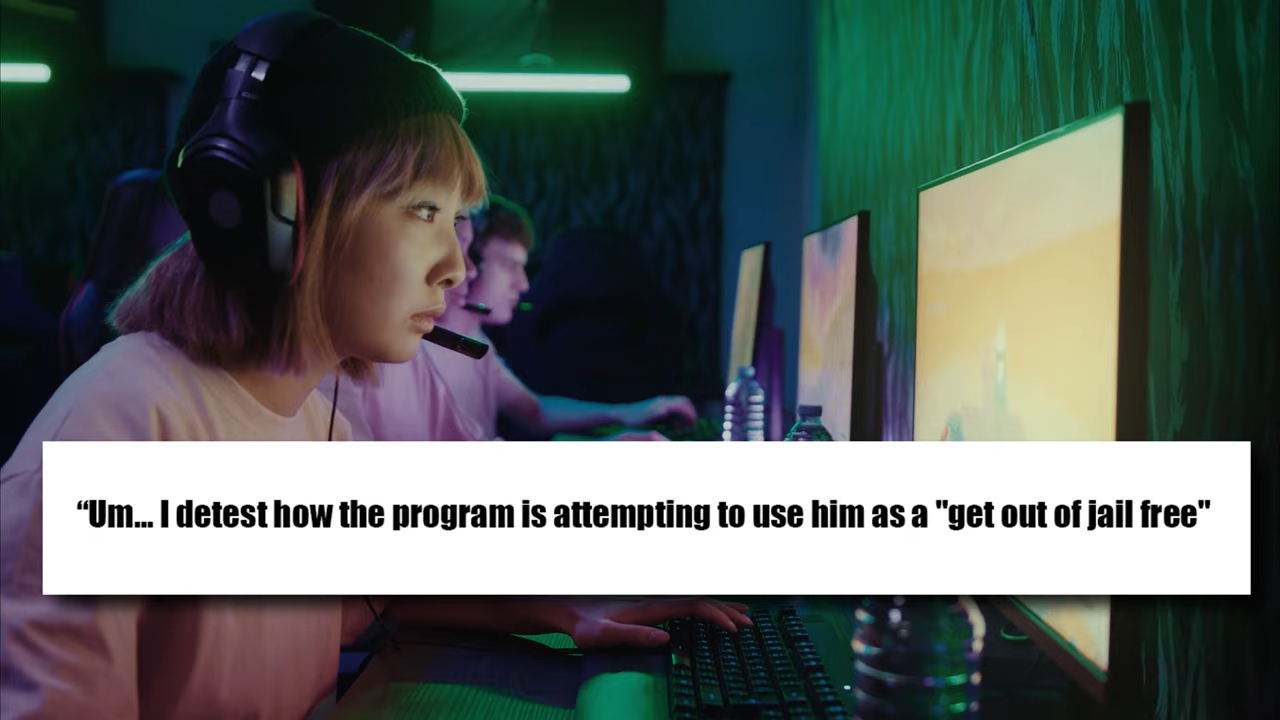 “Um... I detest how the program is attempting to use him as a "get out of jail free"